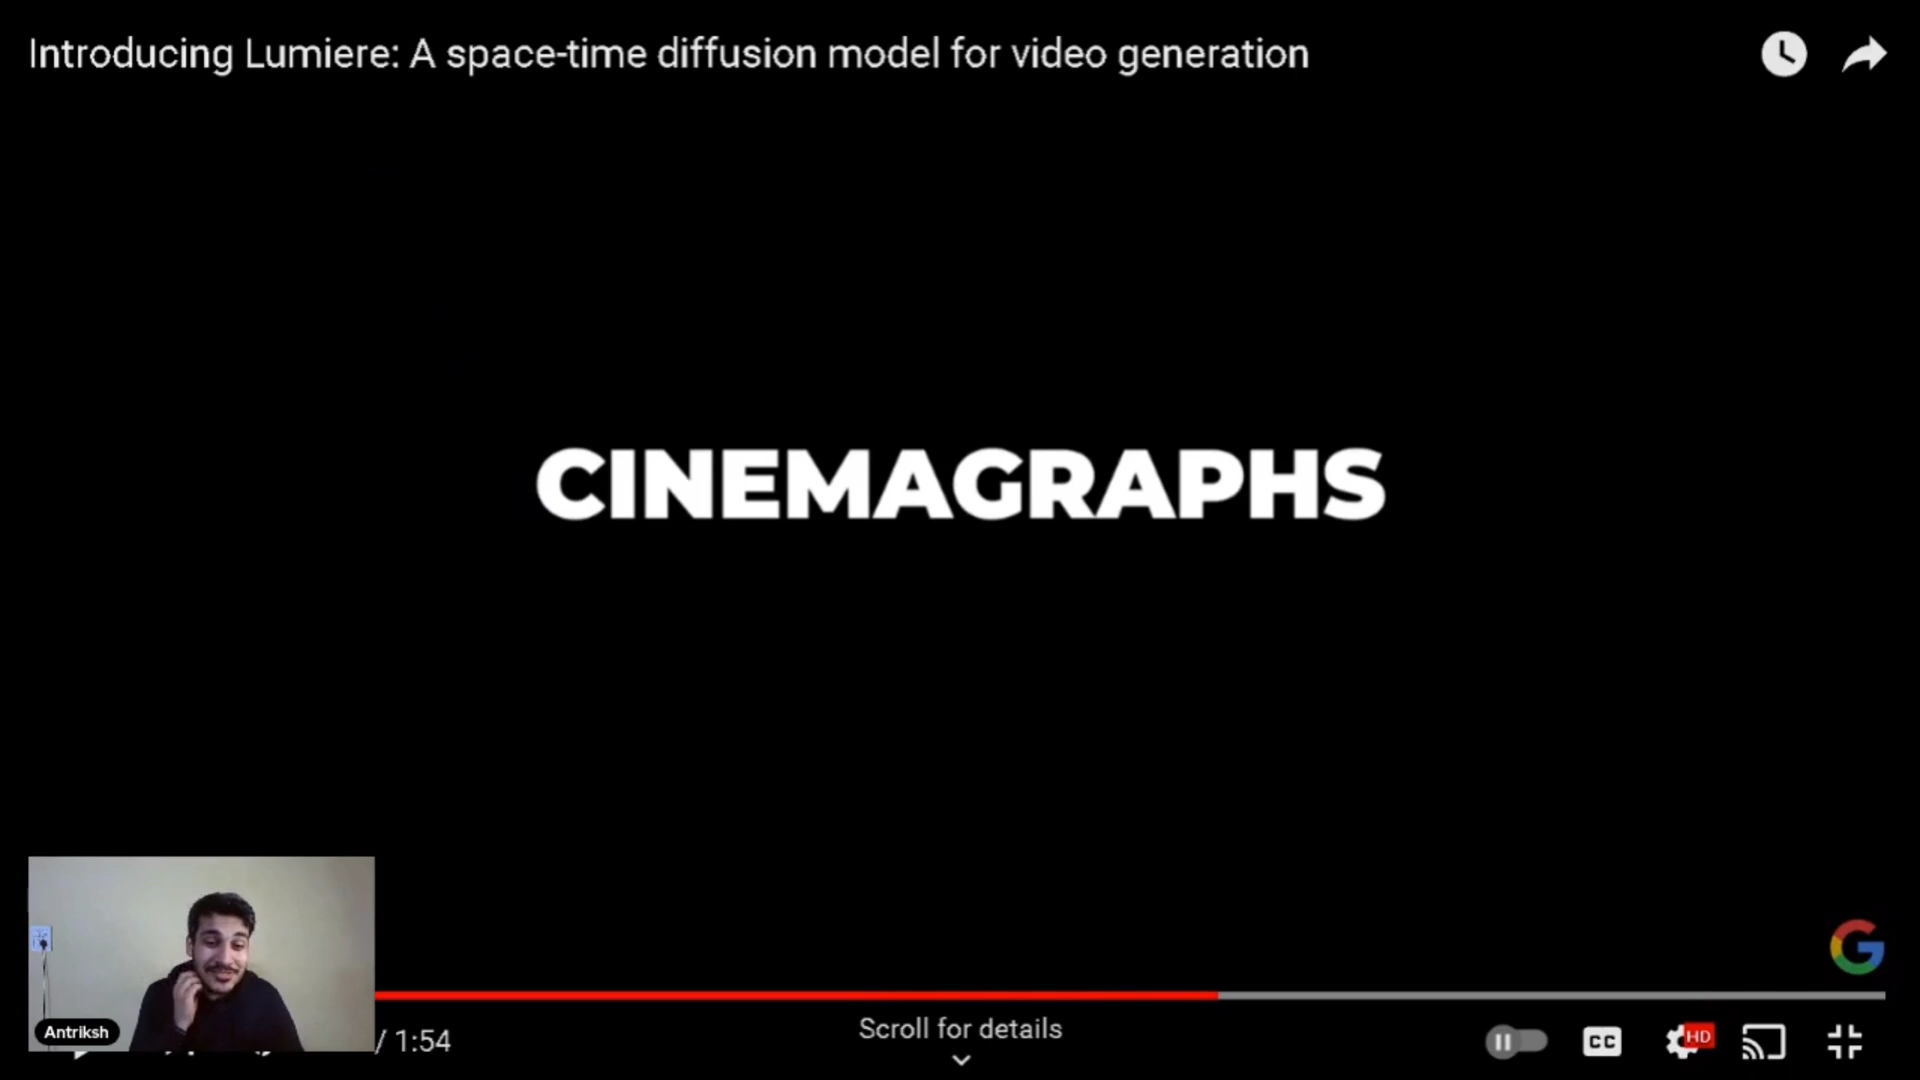 Introducing Lumiere: A space-time diffusion model for video generation
CINEMAGRAPHS
Antriksh
/ 1:54
Scroll for details
CC
HD